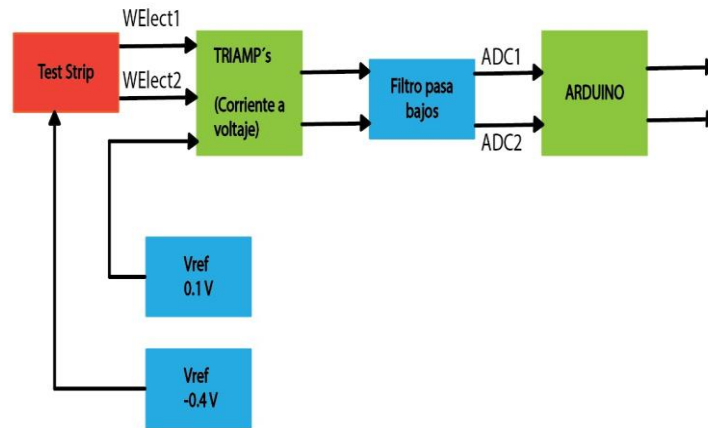 WElect1
Test Strip
WElect2
TRIAMP´s
(Corriente a
voltaje)
Filtro pasa
bajos
ADC1
ADC2
ARDUINO
Vref
0.1 V
Vref
-0.4 V